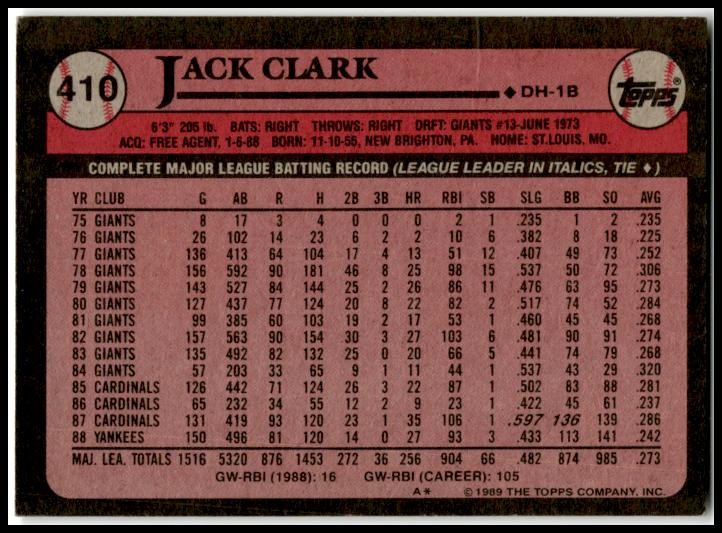 410 JACK CLARK
◆ DH-1B
TOPPS®
6'3" 205 lb. BATS: RIGHT THROWS: RIGHT DRFT: GIANTS #13-JUNE 1973
ACQ: FREE AGENT, 1-6-88 BORN: 11-10-55, NEW BRIGHTON, PA. HOME: ST. LOUIS, MO.
COMPLETE MAJOR LEAGUE BATTING RECORD (LEAGUE LEADER IN ITALICS, TIE ♦)
YR CLUB G AB R H 2B 3B HR RBI SB SLG BB SO AVG
75 GIANTS 8 17 3 4 0 0 0 2 1 .235 1 2 .235
76 GIANTS 26 102 14 23 6 2 2 10 6 .382 8 18 .225
77 GIANTS 136 413 64 104 17 4 13 51 12 .407 49 73 .252
78 GIANTS 156 592 90 181 46 8 25 98 15 .537 50 72 .306
79 GIANTS 143 527 84 144 25 2 26 86 11 .476 63 95 .273
80 GIANTS 127 437 77 124 20 8 22 82 2 .517 74 52 .284
81 GIANTS 99 385 60 103 19 2 17 53 1 .460 45 45 .268
82 GIANTS 157 563 90 154 30 3 27 103 6 .481 90 91 .274
83 GIANTS 135 492 82 132 25 0 20 66 5 .441 74 79 .268
84 GIANTS 57 203 33 65 9 1 11 44 1 .537 43 29 .320
85 CARDINALS 126 442 71 124 26 3 22 87 1 .502 83 88 .281
86 CARDINALS 65 232 34 55 12 2 9 23 1 .422 45 61 .237
87 CARDINALS 131 419 93 120 23 1 35 106 1 .597 136 139 .286
88 YANKEES 150 496 81 120 14 0 27 93 3 .433 113 141 .242
MAJ. LEA. TOTALS 1516 5320 876 1453 272 36 256 904 66 .482 874 985 .273
GW-RBI (1988): 16 GW-RBI (CAREER): 105
A* © 1989 THE TOPPS COMPANY, INC.